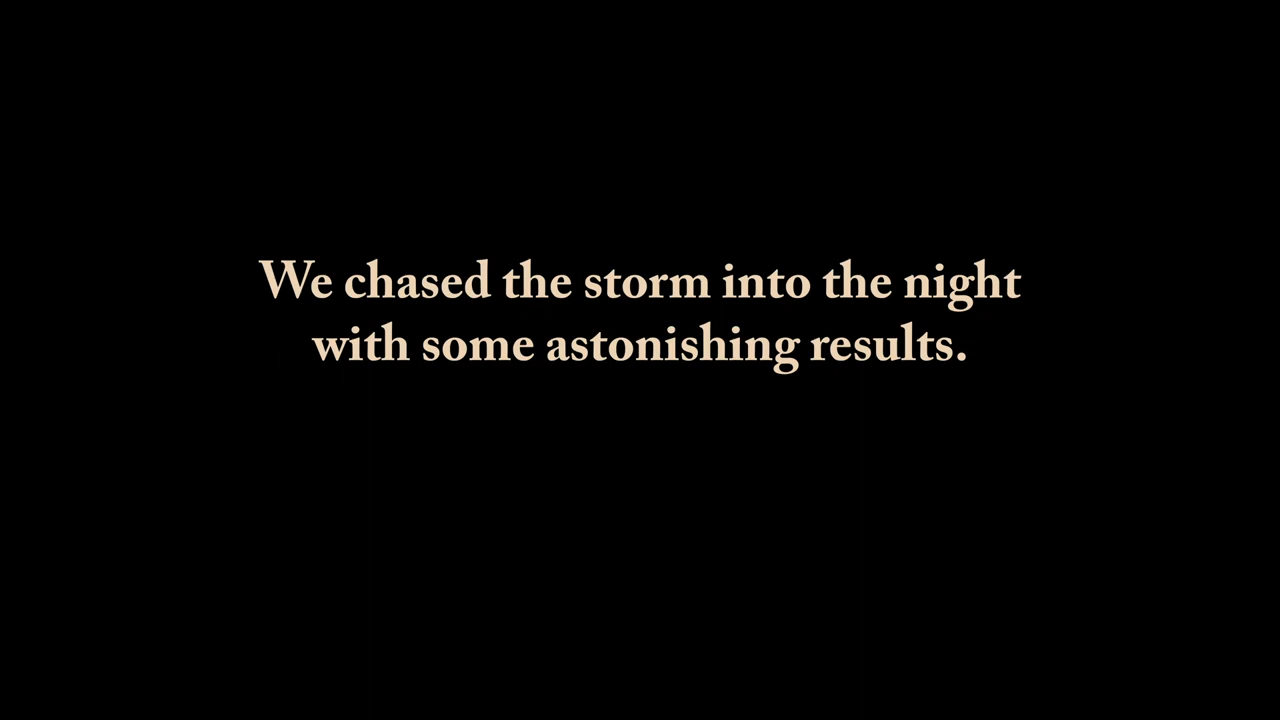 We chased the storm into the night
with some astonishing results.